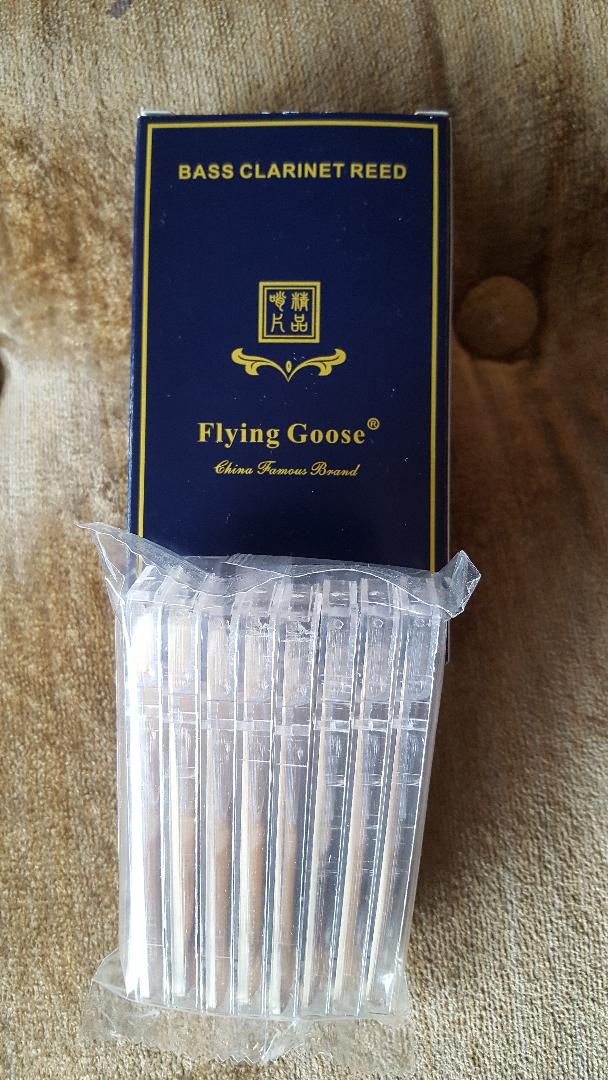 BASS CLARINET REED
精品
哨片
Flying Goose®
China Famous Brand